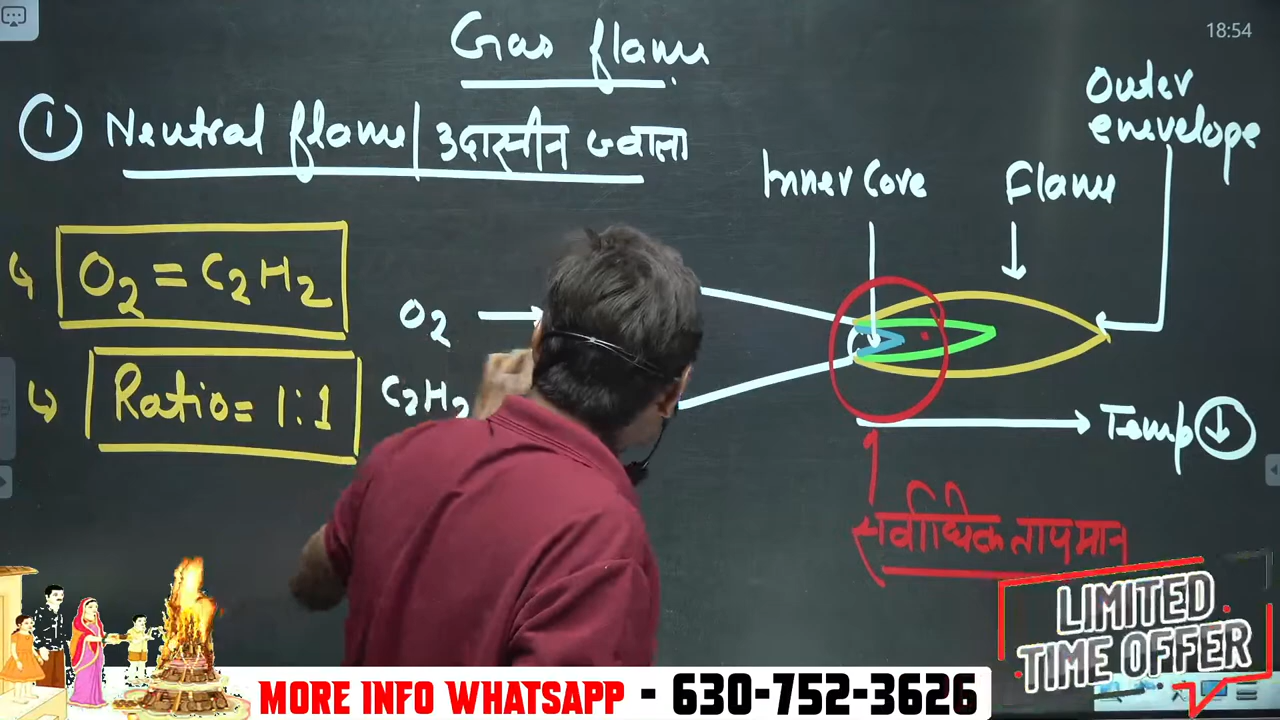 18:54
Gas flame
① Neutral flame/उदासीन ज्वाला
Outer
envelope
Inner Core
Flame
O₂ = C₂H₂
O₂
C₂H₂
Ratio = 1:1
Temp ↓
सर्वाधिक तापमान
LIMITED
TIME OFFER
MORE INFO WHATSAPP - 630-752-3626